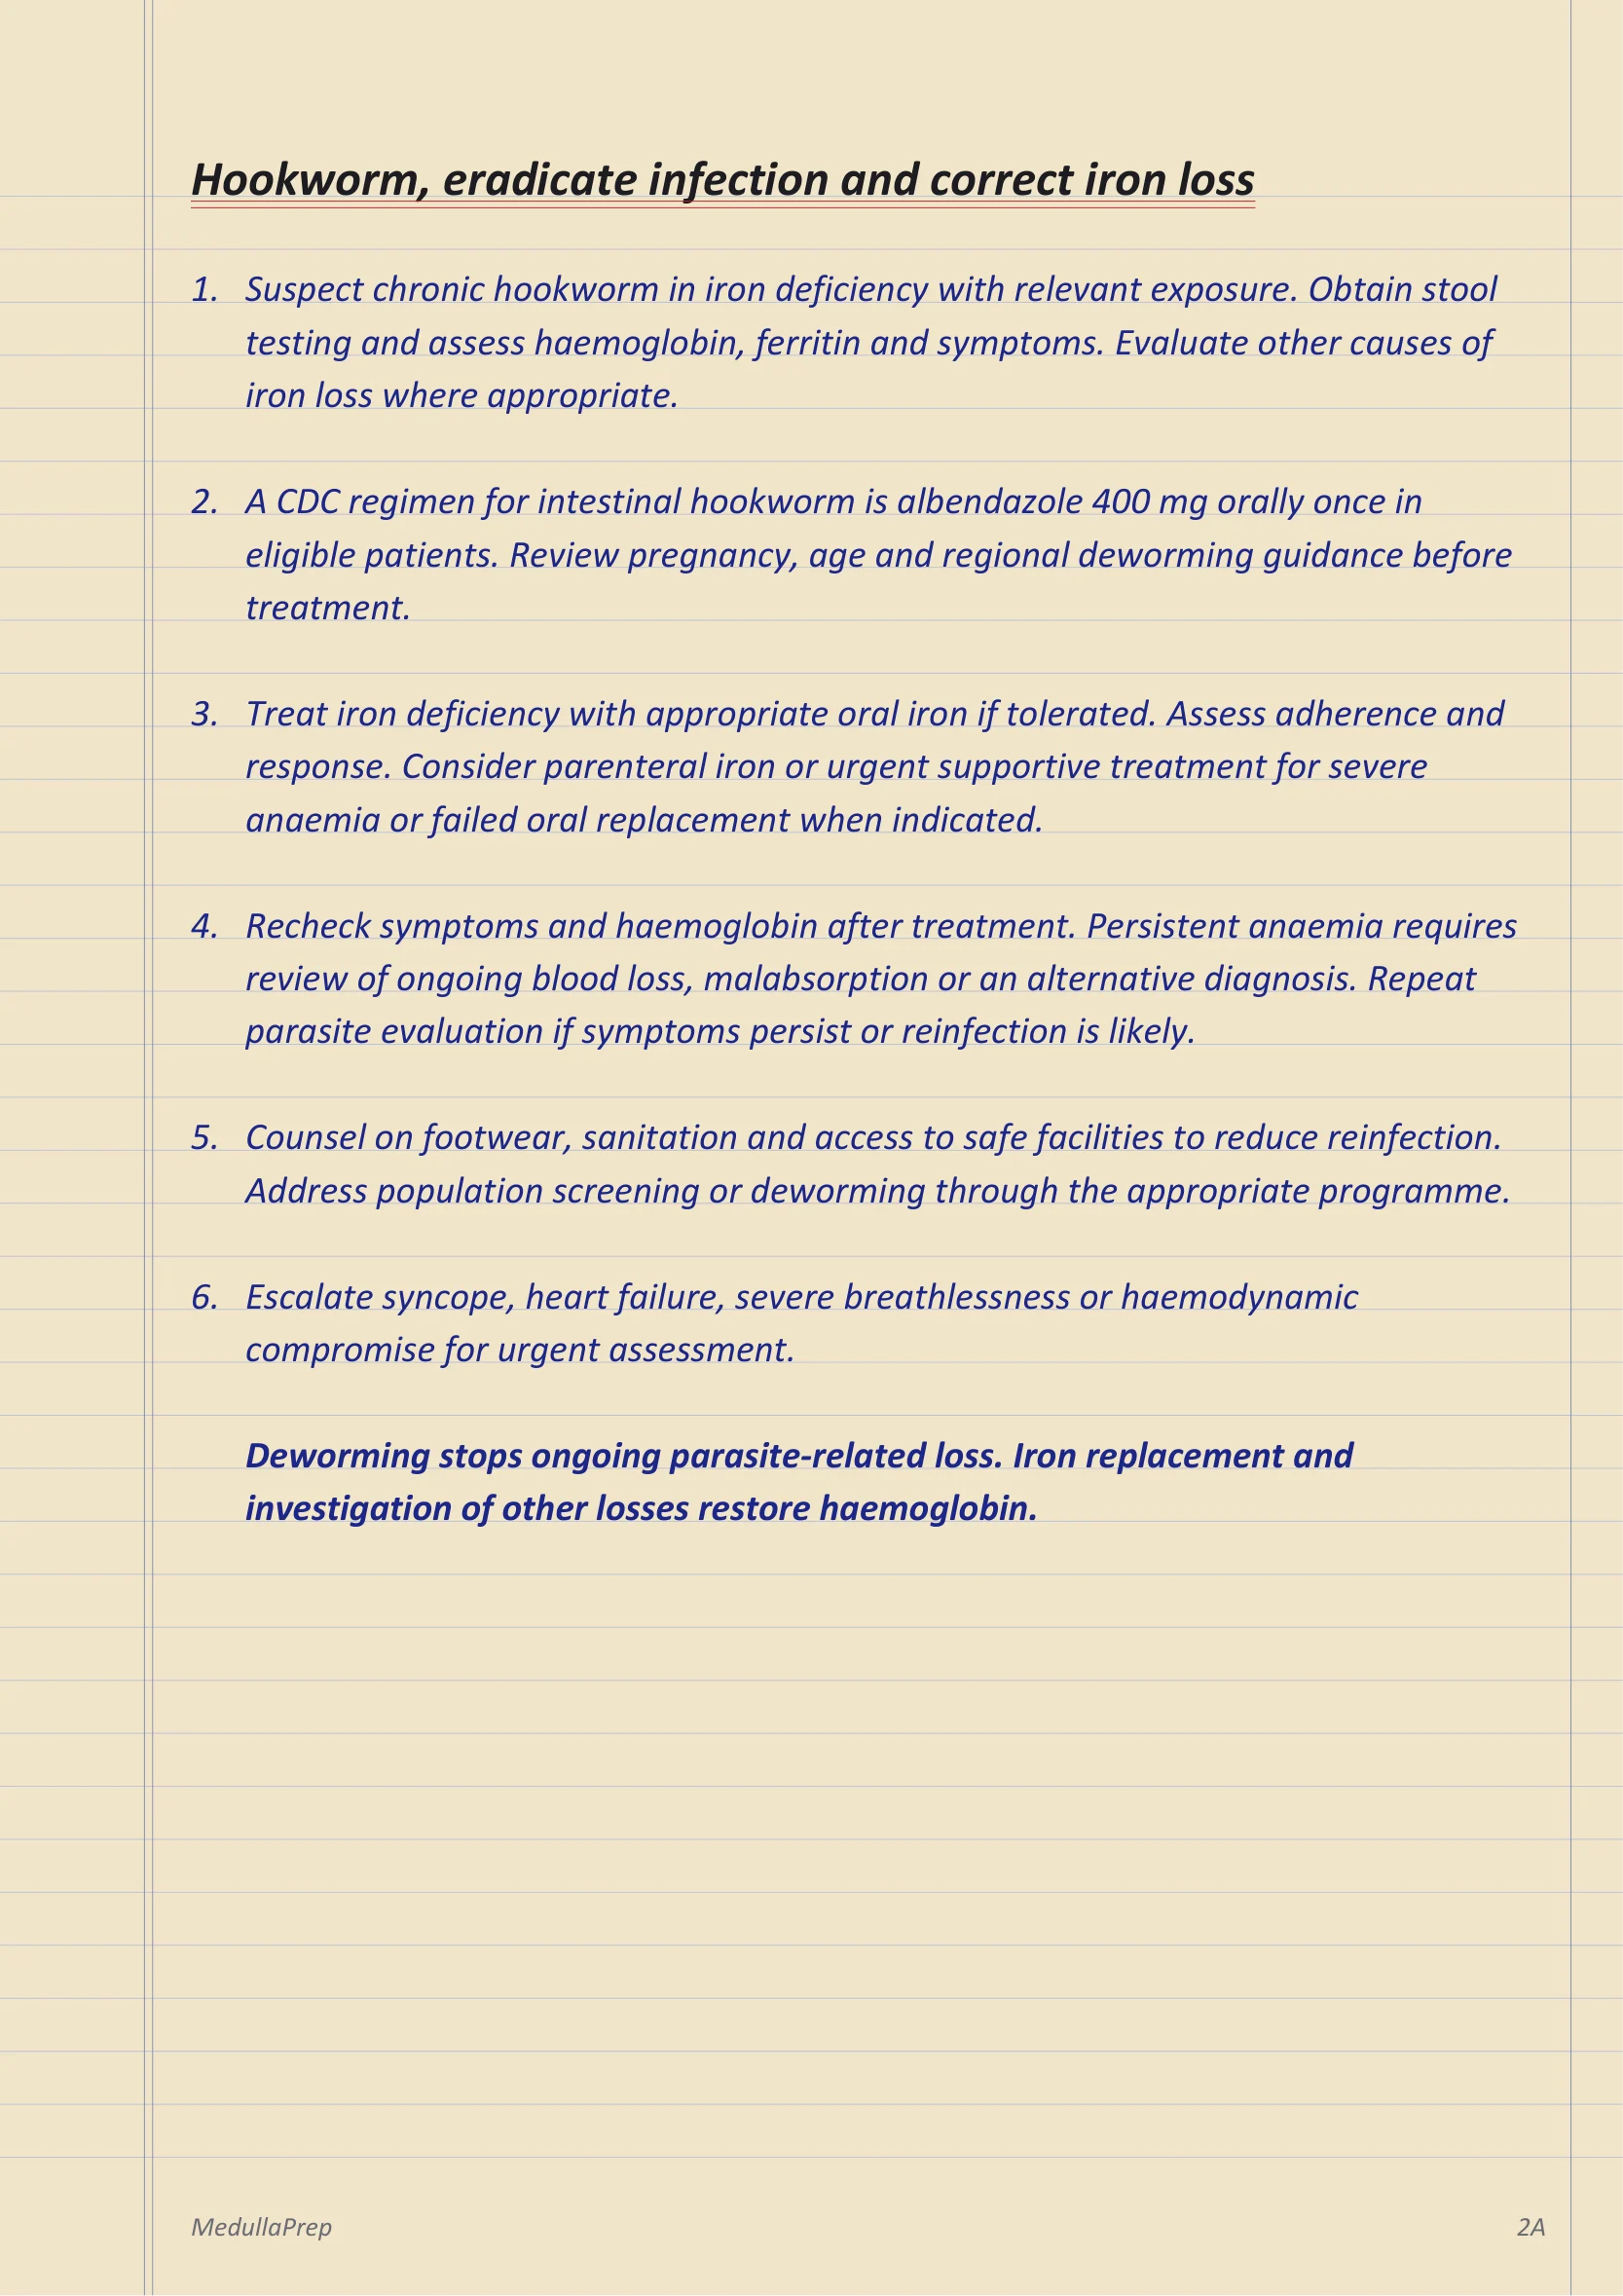 Hookworm, eradicate infection and correct iron loss
1. Suspect chronic hookworm in iron deficiency with relevant exposure. Obtain stool
testing and assess haemoglobin, ferritin and symptoms. Evaluate other causes of
iron loss where appropriate.
2. A CDC regimen for intestinal hookworm is albendazole 400 mg orally once in
eligible patients. Review pregnancy, age and regional deworming guidance before
treatment.
3. Treat iron deficiency with appropriate oral iron if tolerated. Assess adherence and
response. Consider parenteral iron or urgent supportive treatment for severe
anaemia or failed oral replacement when indicated.
4. Recheck symptoms and haemoglobin after treatment. Persistent anaemia requires
review of ongoing blood loss, malabsorption or an alternative diagnosis. Repeat
parasite evaluation if symptoms persist or reinfection is likely.
5. Counsel on footwear, sanitation and access to safe facilities to reduce reinfection.
Address population screening or deworming through the appropriate programme.
6. Escalate syncope, heart failure, severe breathlessness or haemodynamic
compromise for urgent assessment.
Deworming stops ongoing parasite-related loss. Iron replacement and
investigation of other losses restore haemoglobin.
MedullaPrep
2A